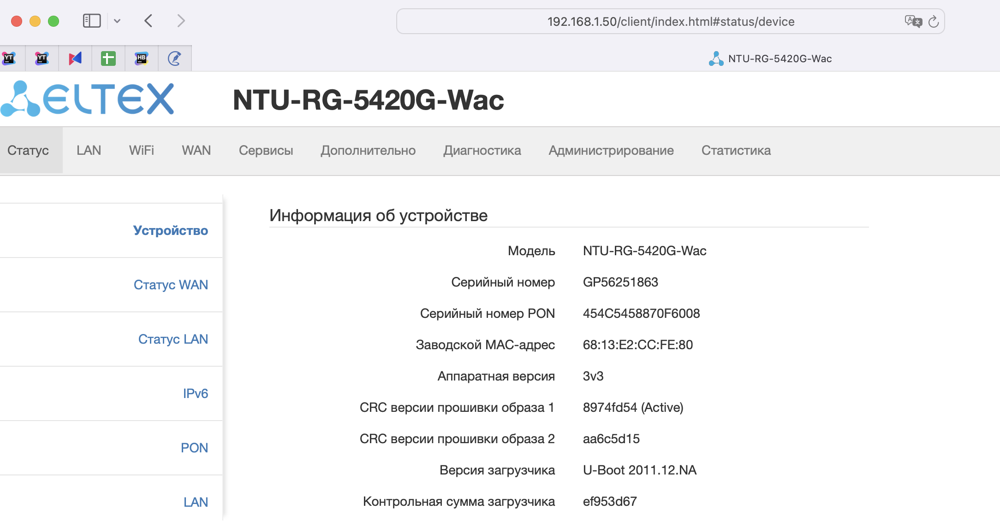 192.168.1.50/client/index.html#status/device
YT YT HB NTU-RG-5420G-Wac
ELTEX NTU-RG-5420G-Wac
Статус LAN WiFi WAN Сервисы Дополнительно Диагностика Администрирование Статистика
Устройство
Статус WAN
Статус LAN
IPv6
PON
LAN
Информация об устройстве
Модель NTU-RG-5420G-Wac
Серийный номер GP56251863
Серийный номер PON 454C5458870F6008
Заводской MAC-адрес 68:13:E2:CC:FE:80
Аппаратная версия 3v3
CRC версии прошивки образа 1 8974fd54 (Active)
CRC версии прошивки образа 2 aa6c5d15
Версия загрузчика U-Boot 2011.12.NA
Контрольная сумма загрузчика ef953d67